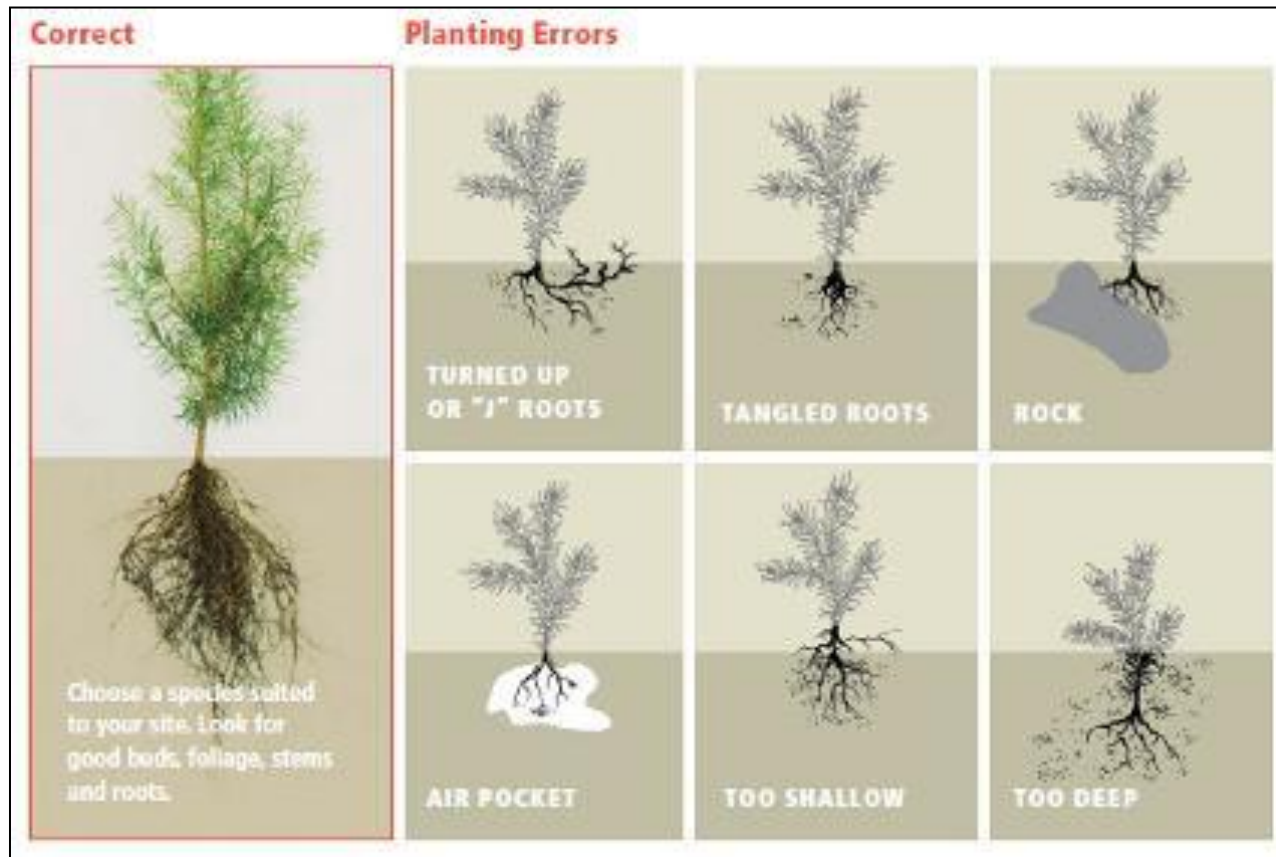 Correct
Planting Errors
Choose a species suited
to your site. Look for
good buds, foliage, stems
and roots.
TURNED UP
OR "J" ROOTS
TANGLED ROOTS
ROCK
AIR POCKET
TOO SHALLOW
TOO DEEP